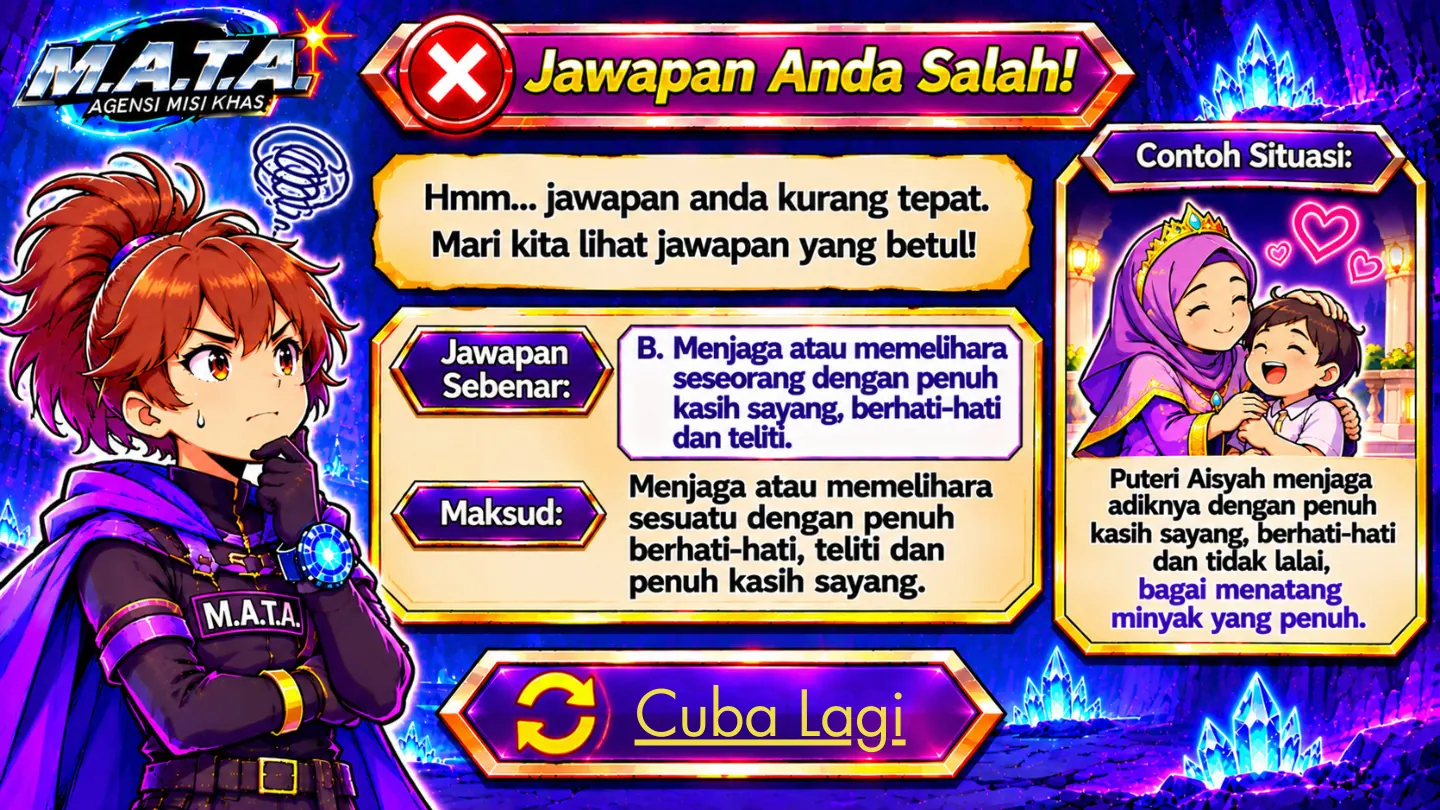 M.A.T.A.
AGENSI MISI KHAS
Jawapan Anda Salah!
Hmm... jawapan anda kurang tepat.
Mari kita lihat jawapan yang betul!
Jawapan
Sebenar:
B. Menjaga atau memelihara
seseorang dengan penuh
kasih sayang, berhati-hati
dan teliti.
Maksud:
Menjaga atau memelihara
sesuatu dengan penuh
berhati-hati, teliti dan
penuh kasih sayang.
Contoh Situasi:
Puteri Aisyah menjaga
adiknya dengan penuh
kasih sayang, berhati-hati
dan tidak lalai,
bagai menatang
minyak yang penuh.
M.A.T.A.
Cuba Lagi